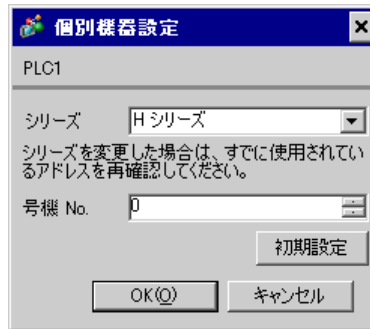 個別機器設定
PLC1
シリーズ H シリーズ
シリーズを変更した場合は、すでに使用されてい
るアドレスを再確認してください。
号機 No. 0
初期設定
OK(O) キャンセル